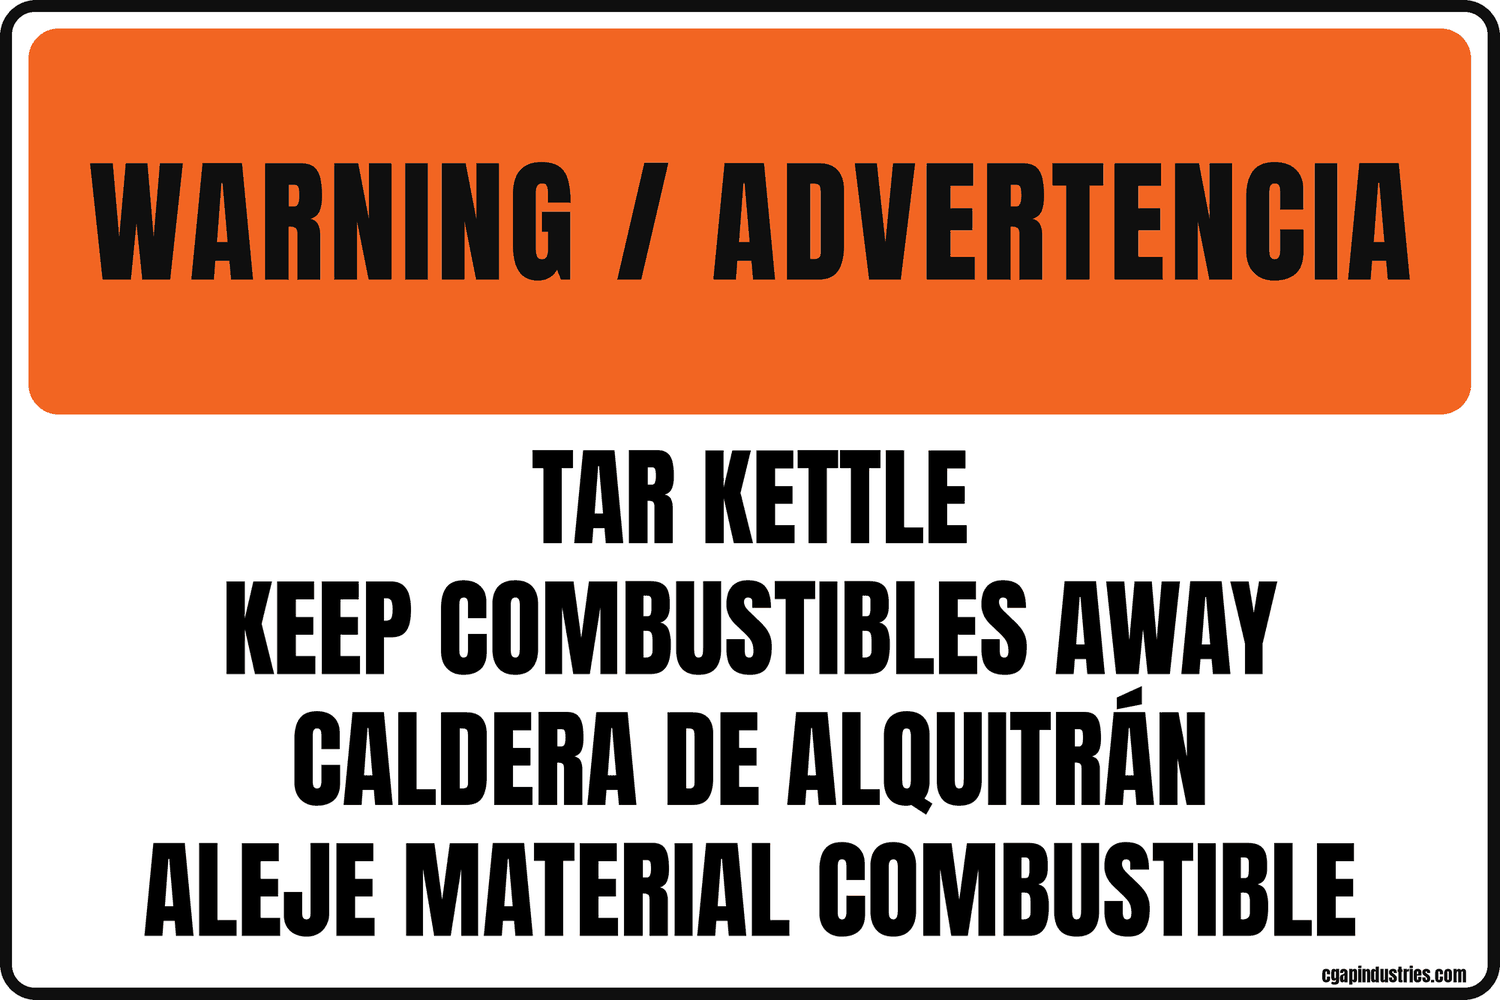 WARNING / ADVERTENCIA
TAR KETTLE
KEEP COMBUSTIBLES AWAY
CALDERA DE ALQUITRÁN
ALEJE MATERIAL COMBUSTIBLE
cgapindustries.com